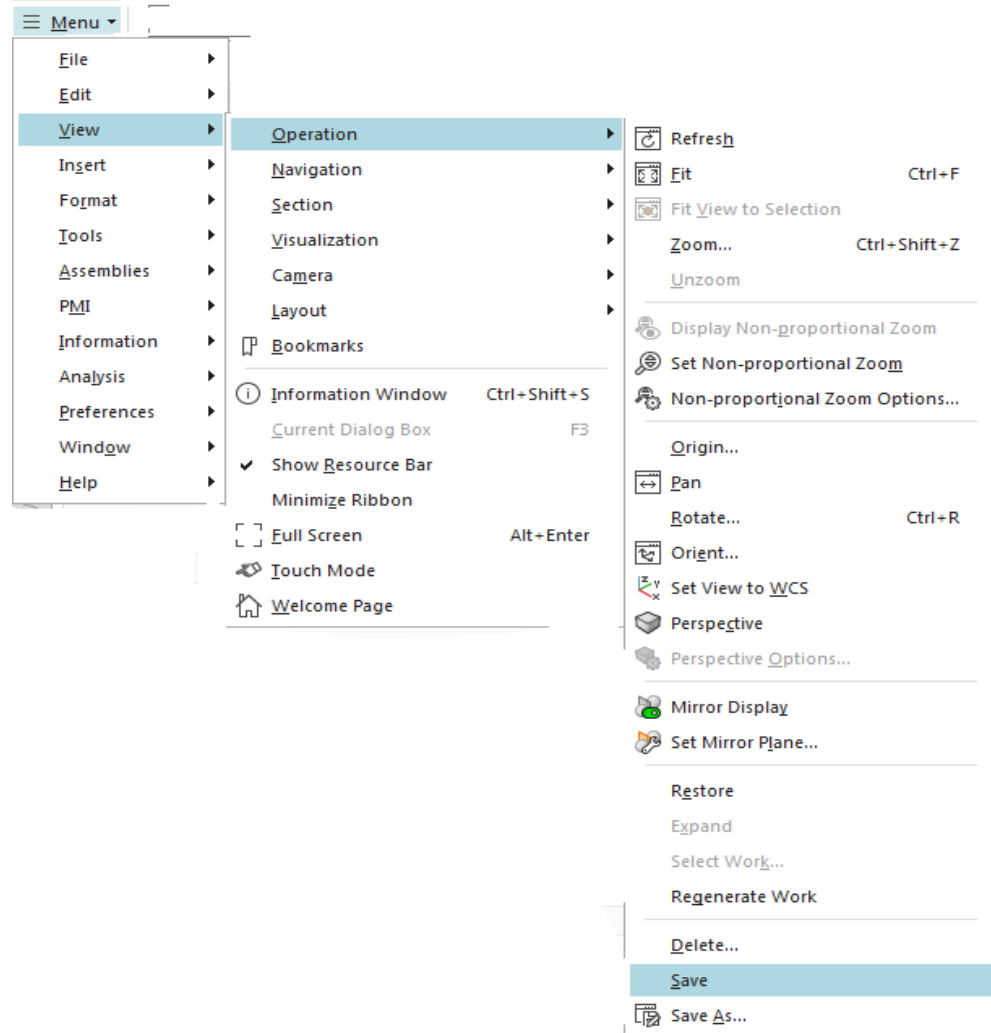 Menu
File
Edit
View
Insert
Format
Tools
Assemblies
PMI
Information
Analysis
Preferences
Window
Help
Operation
Navigation
Section
Visualization
Camera
Layout
Bookmarks
Information Window Ctrl+Shift+S
Current Dialog Box F3
Show Resource Bar
Minimize Ribbon
Full Screen Alt+Enter
Touch Mode
Welcome Page
Refresh
Fit Ctrl+F
Fit View to Selection
Zoom... Ctrl+Shift+Z
Unzoom
Display Non-proportional Zoom
Set Non-proportional Zoom
Non-proportional Zoom Options...
Origin...
Pan
Rotate... Ctrl+R
Orient...
Set View to WCS
Perspective
Perspective Options...
Mirror Display
Set Mirror Plane...
Restore
Expand
Select Work...
Regenerate Work
Delete...
Save
Save As...